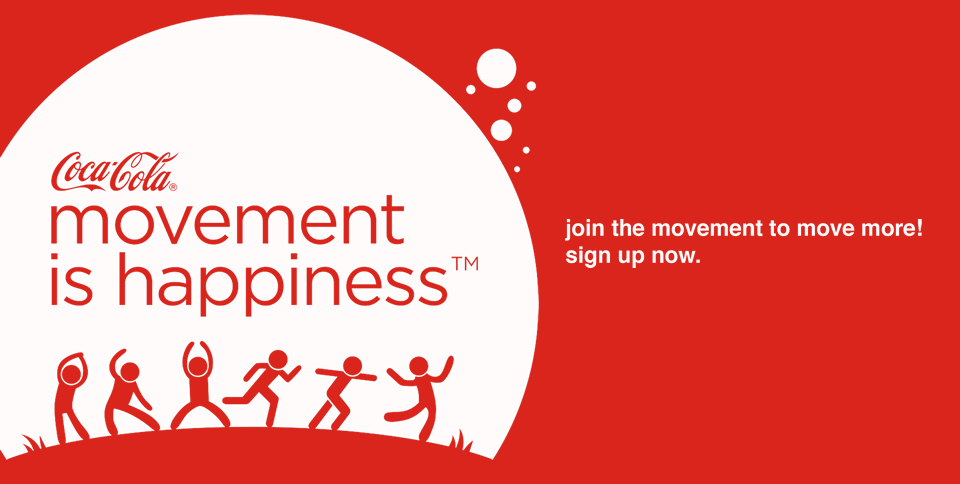 Coca-Cola®
movement
is happiness™
join the movement to move more!
sign up now.